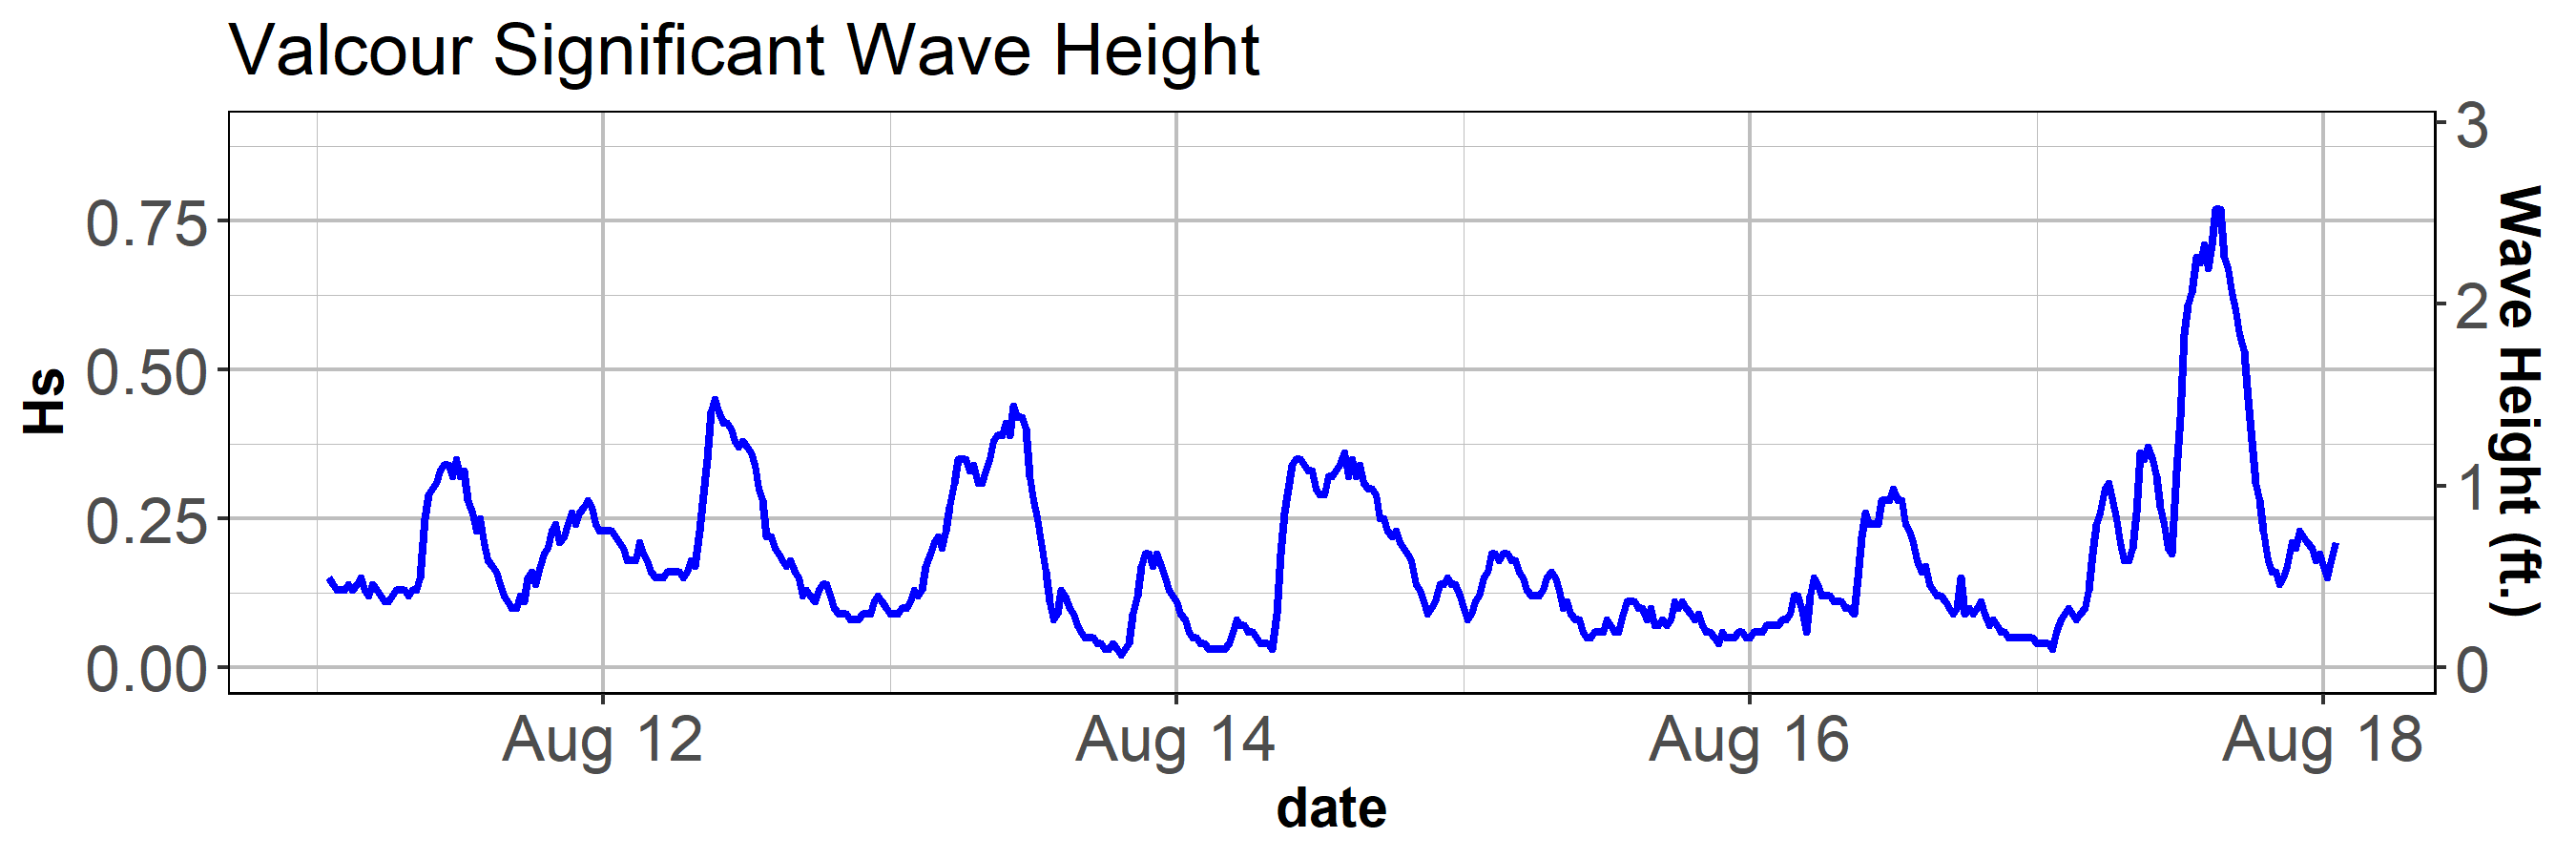 Valcour Significant Wave Height
Hs
0.75
0.50
0.25
0.00
3
2
1
0
Wave Height (ft.)
Aug 12
Aug 14
Aug 16
Aug 18
date